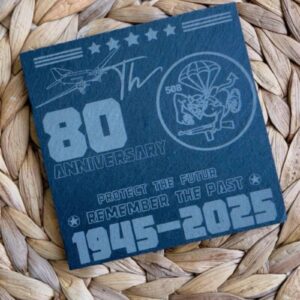 Th
508
80
ANNIVERSARY
PROTECT THE FUTUR
REMEMBER THE PAST
1945-2025